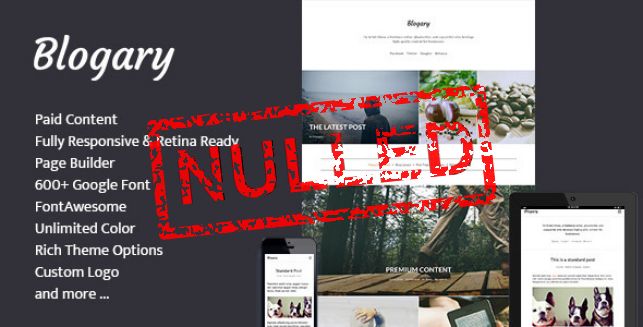 Blogary
Paid Content
Fully Responsive & Retina Ready
Page Builder
600+ Google Font
FontAwesome
Unlimited Color
Rich Theme Options
Custom Logo
and more ...
NULLED
Blogary
THE LATEST POST
PREMIUM CONTENT
Standard Post
This is a standard post